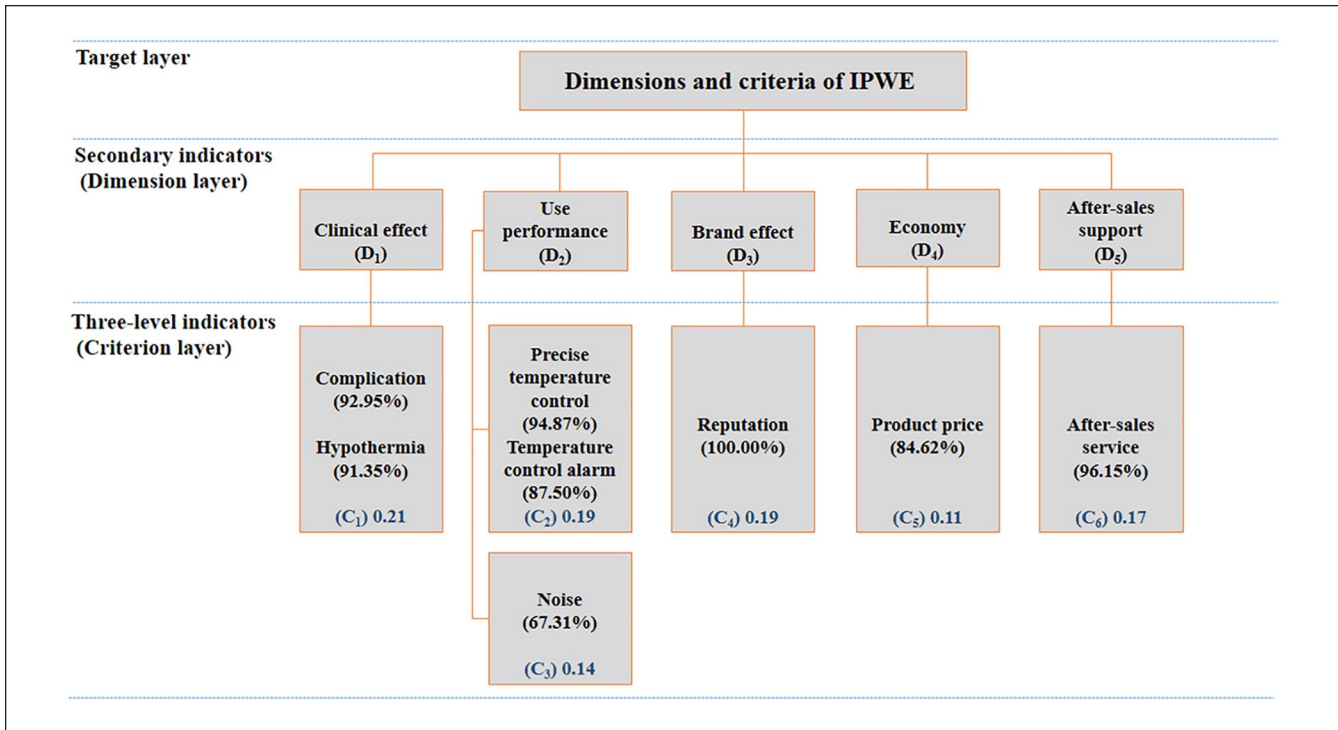 Target layer
Dimensions and criteria of IPWE
Secondary indicators
(Dimension layer)
Clinical effect
(D₁)
Use
performance
(D₂)
Brand effect
(D₃)
Economy
(D₄)
After-sales
support
(D₅)
Three-level indicators
(Criterion layer)
Complication
(92.95%)
Hypothermia
(91.35%)
(C₁) 0.21
Precise
temperature
control
(94.87%)
Temperature
control alarm
(87.50%)
(C₂) 0.19
Noise
(67.31%)
(C₃) 0.14
Reputation
(100.00%)
(C₄) 0.19
Product price
(84.62%)
(C₅) 0.11
After-sales
service
(96.15%)
(C₆) 0.17